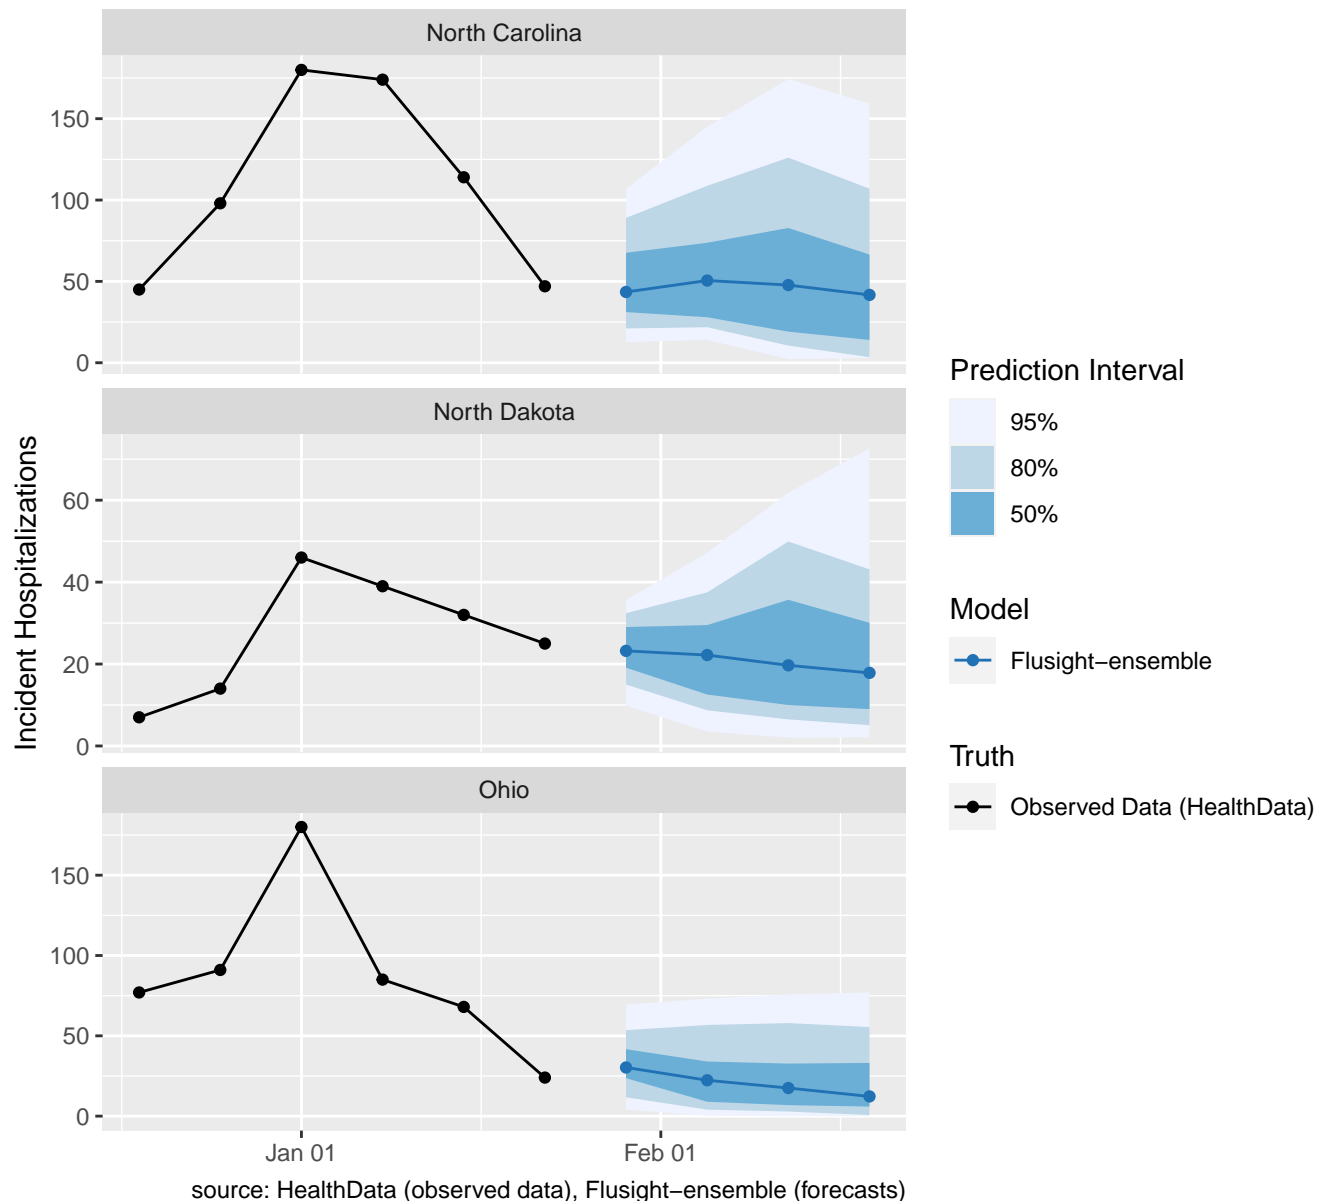 North Carolina
150
100
50
0
North Dakota
60
40
20
0
Ohio
150
100
50
0
Jan 01
Feb 01
Incident Hospitalizations
source: HealthData (observed data), Flusight−ensemble (forecasts)
Prediction Interval
95%
80%
50%
Model
Flusight−ensemble
Truth
Observed Data (HealthData)